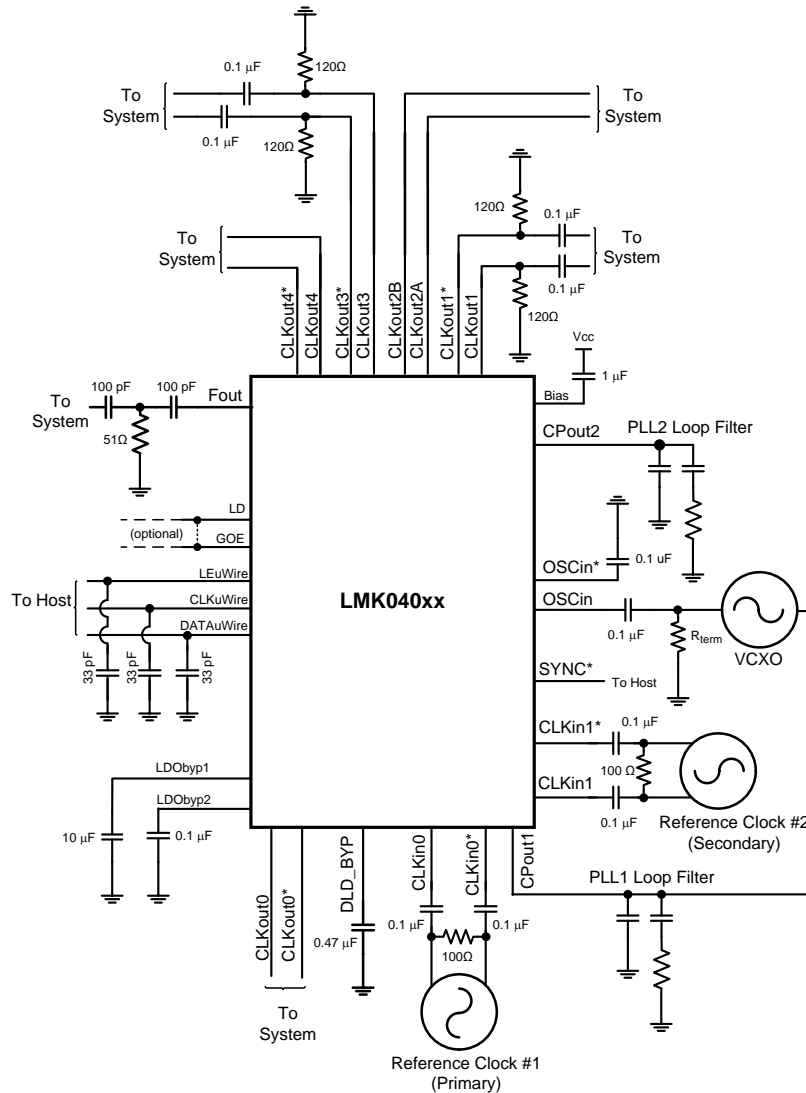 0.1 µF
120Ω
To
System
0.1 µF
120Ω
To
System
To
System
120Ω
0.1 µF
To
System
0.1 µF
120Ω
CLKout4*
CLKout4
CLKout3*
CLKout3
CLKout2B
CLKout2A
CLKout1*
CLKout1
Vcc
1 µF
Bias
100 pF
100 pF
Fout
To
System
51Ω
CPout2
PLL2 Loop Filter
LD
(optional)
GOE
0.1 uF
OSCin*
LEuWire
To Host
CLKuWire
DATAuWire
LMK040xx
OSCin
0.1 µF
Rterm
VCXO
33 pF
33 pF
33 pF
SYNC*
To Host
CLKin1*
0.1 µF
100 Ω
CLKin1
0.1 µF
Reference Clock #2
(Secondary)
LDObyp1
LDObyp2
10 µF
0.1 µF
CLKout0
CLKout0*
DLD_BYP
CLKin0
CLKin0*
CPout1
PLL1 Loop Filter
0.47 µF
0.1 µF
0.1 µF
100Ω
To
System
Reference Clock #1
(Primary)